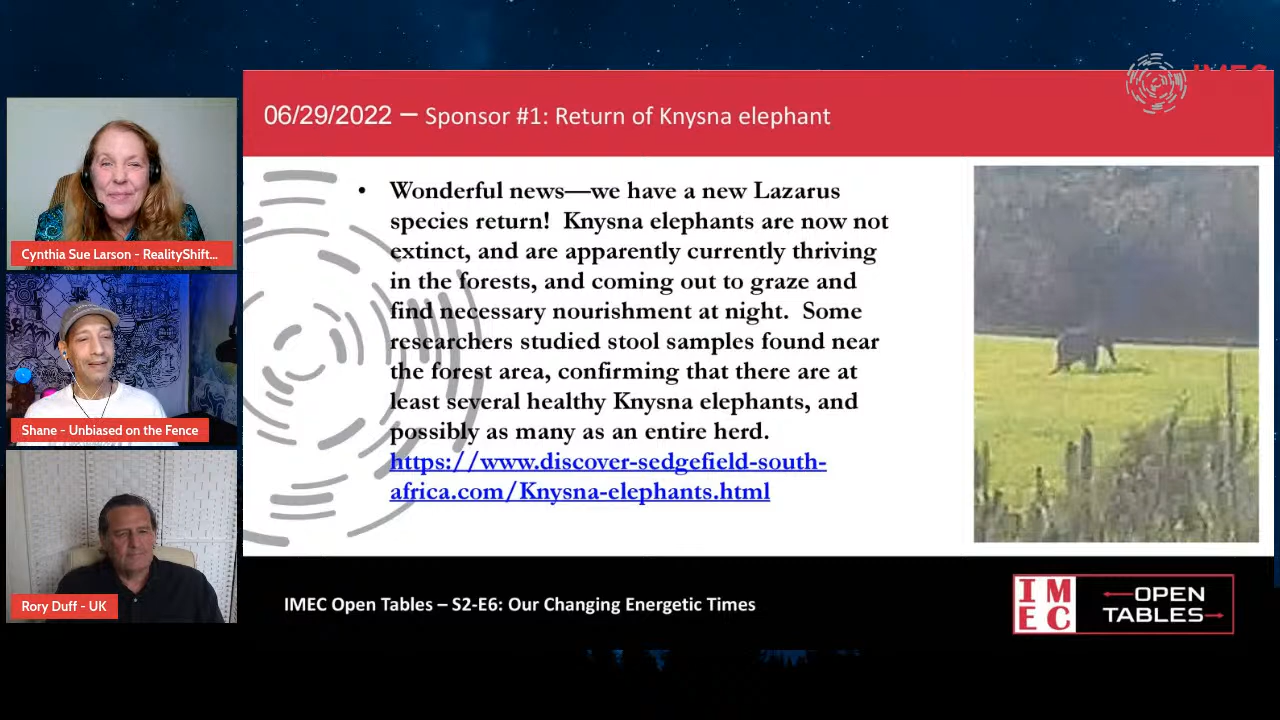 IMEC
06/29/2022 — Sponsor #1: Return of Knysna elephant
• Wonderful news—we have a new Lazarus
species return! Knysna elephants are now not
extinct, and are apparently currently thriving
in the forests, and coming out to graze and
find necessary nourishment at night. Some
researchers studied stool samples found near
the forest area, confirming that there are at
least several healthy Knysna elephants, and
possibly as many as an entire herd.
https://www.discover-sedgefield-south-
africa.com/Knysna-elephants.html
Cynthia Sue Larson - RealityShift...
Shane - Unbiased on the Fence
Rory Duff - UK
IMEC Open Tables – S2-E6: Our Changing Energetic Times
IM
EC
OPEN
TABLES